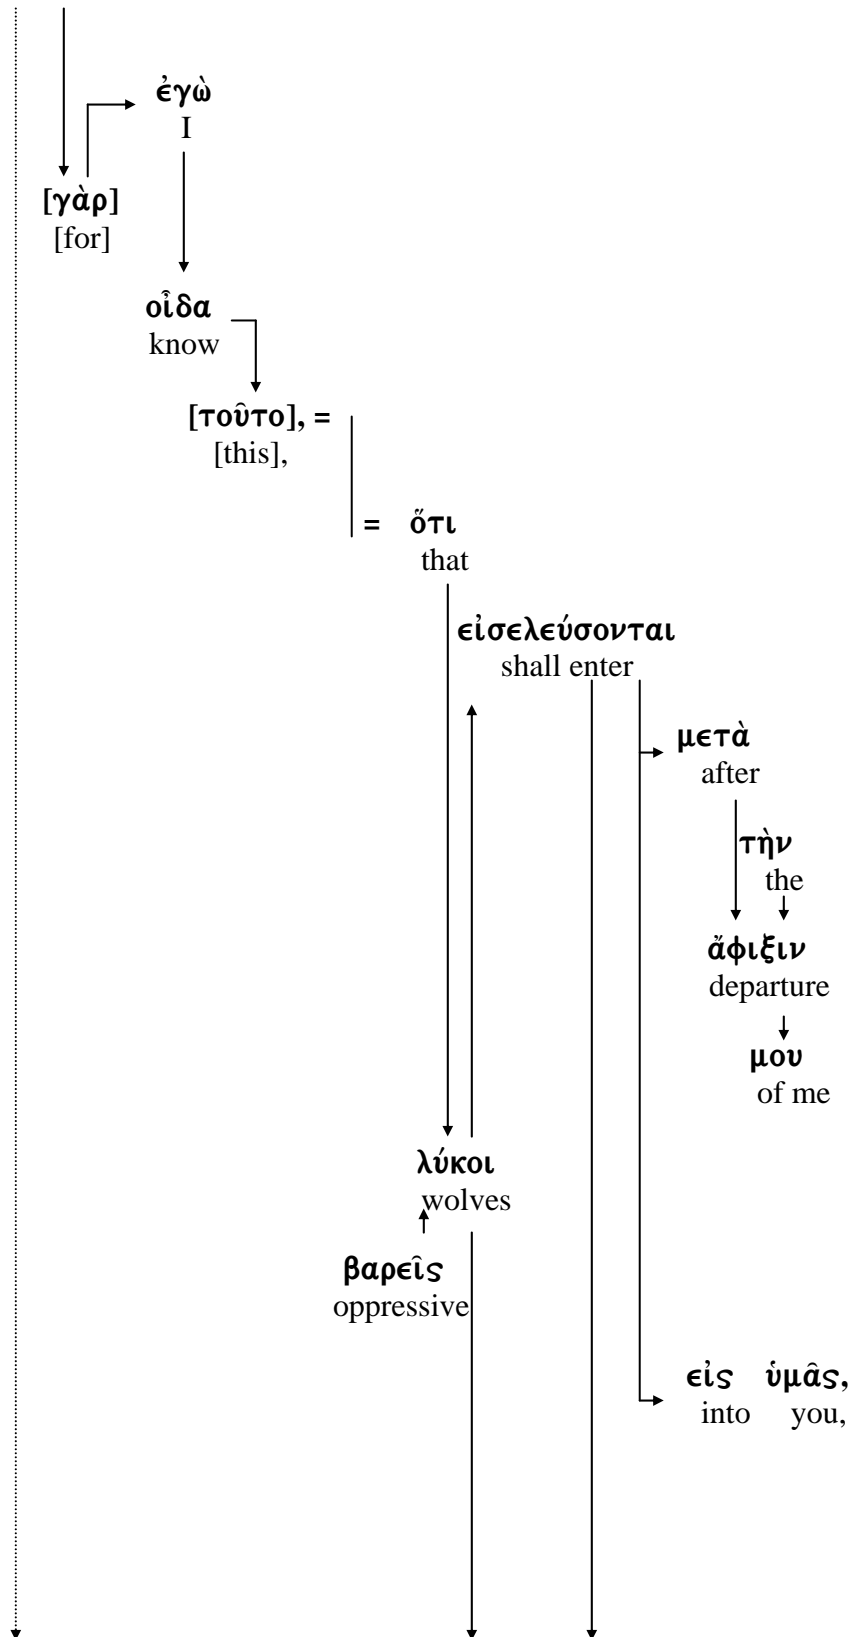 ἐγὼ
I
[γὰρ]
[for]
οἶδα
know
[τοῦτο], =
[this],
= ὅτι
that
εἰσελεύσονται
shall enter
μετὰ
after
τὴν
the
ἄφιξιν
departure
μου
of me
λύκοι
wolves
βαρεῖς
oppressive
εἰς ὑμᾶς,
into you,